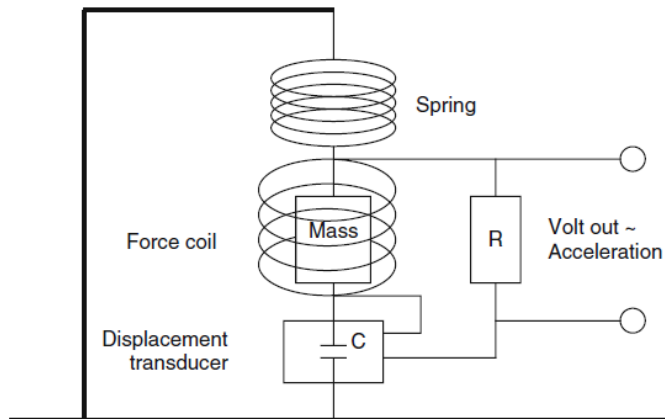 Spring
Force coil
Mass
R
Volt out ~
Acceleration
Displacement
transducer
C